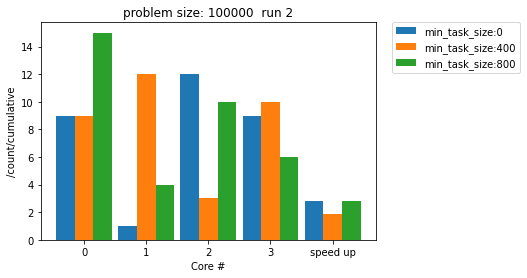 problem size: 100000  run 2
min_task_size:0
min_task_size:400
min_task_size:800
/count/cumulative
14
12
10
8
6
4
2
0
0 1 2 3 speed up
Core #